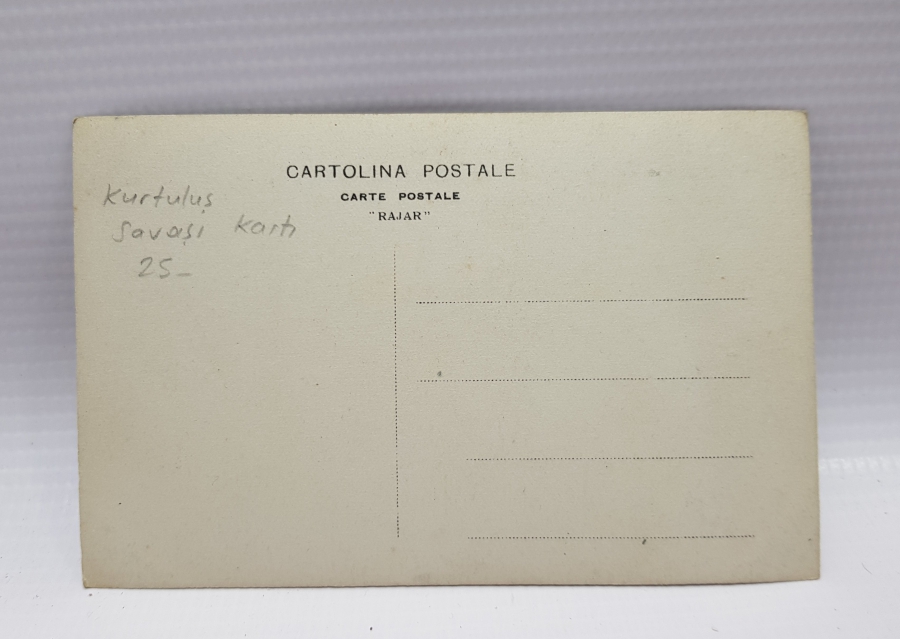 CARTOLINA POSTALE
CARTE POSTALE
"RAJAR"
Kurtuluş
Savaşı Kartı
25-